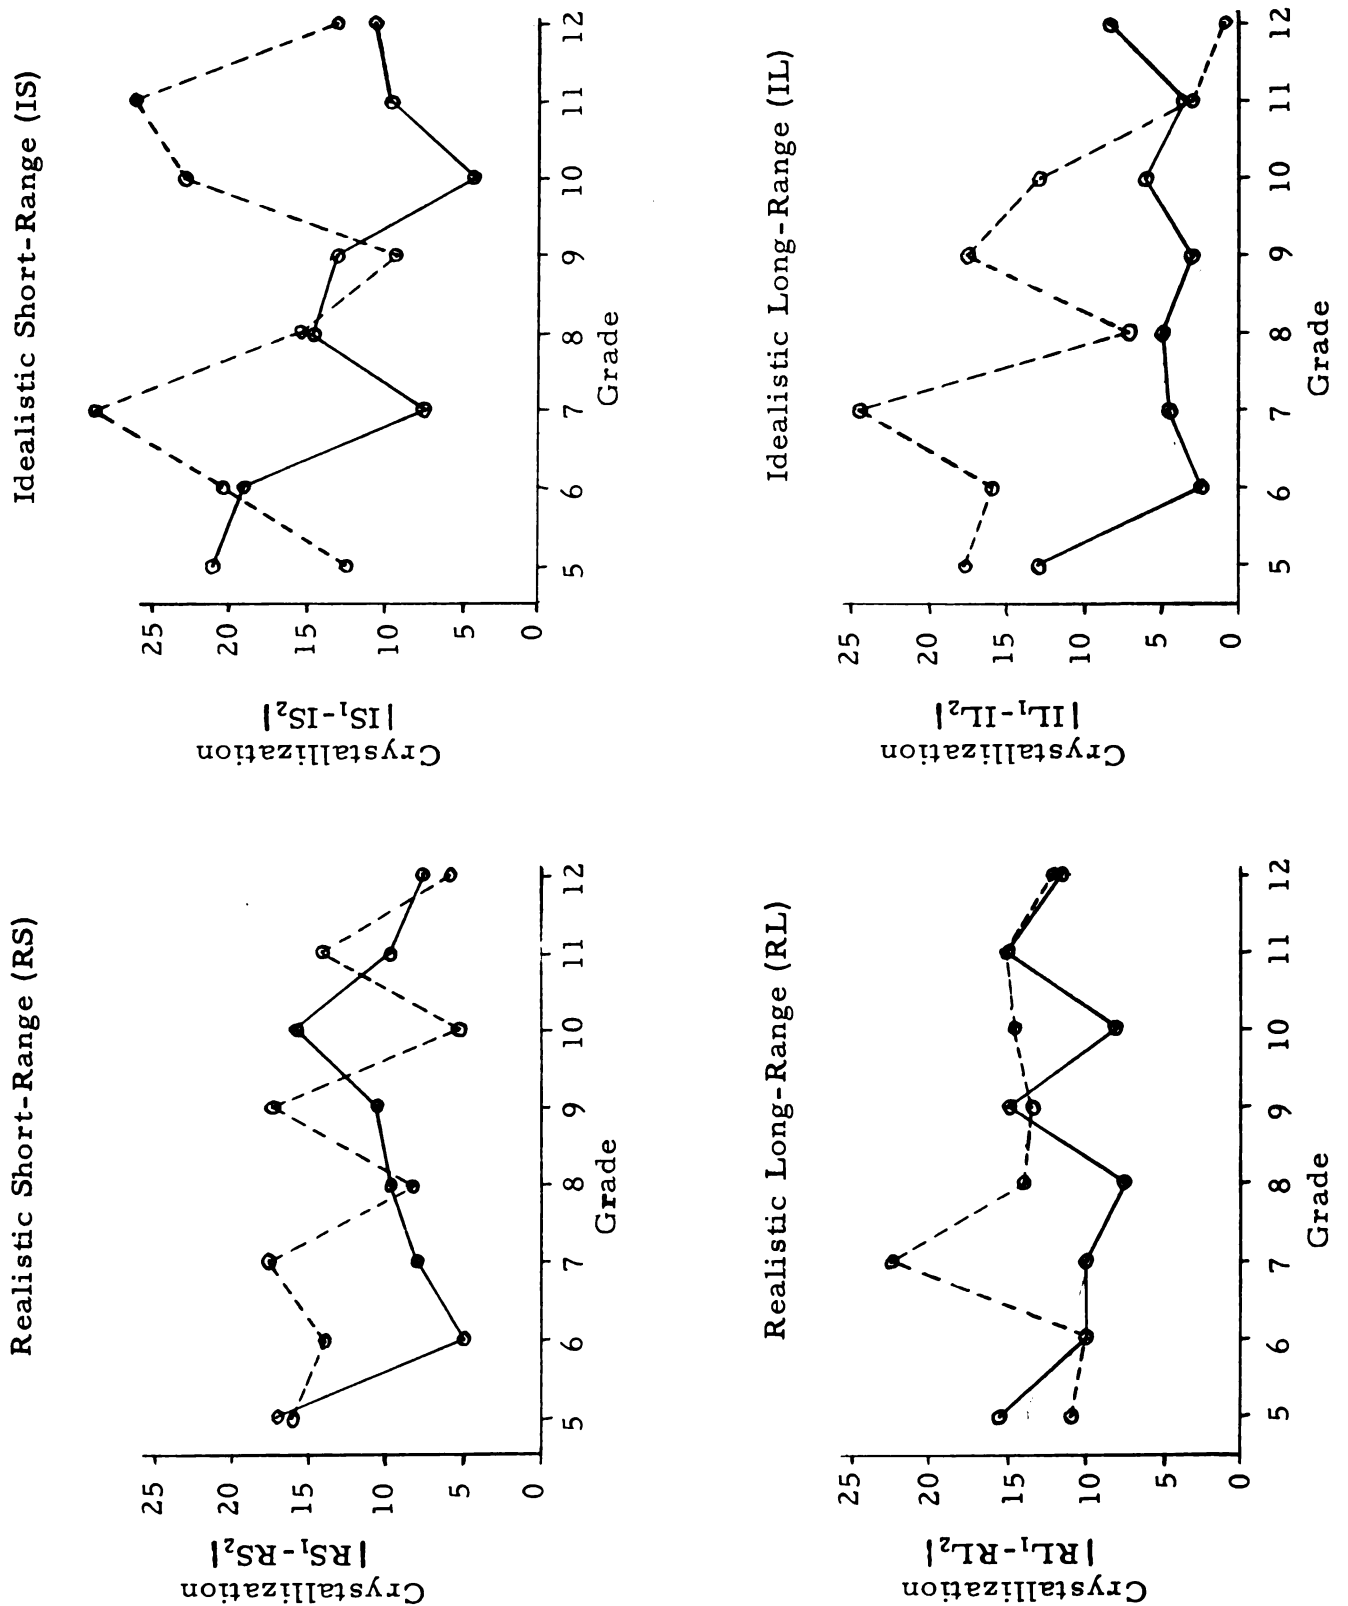 Realistic Short-Range (RS)
Crystallization
|RS₁-RS₂|
25
20
15
10
5
0
5 6 7 8 9 10 11 12
Grade
Idealistic Short-Range (IS)
Crystallization
|IS₁-IS₂|
25
20
15
10
5
0
5 6 7 8 9 10 11 12
Grade
Realistic Long-Range (RL)
Crystallization
|RL₁-RL₂|
25
20
15
10
5
0
5 6 7 8 9 10 11 12
Grade
Idealistic Long-Range (IL)
Crystallization
|IL₁-IL₂|
25
20
15
10
5
0
5 6 7 8 9 10 11 12
Grade